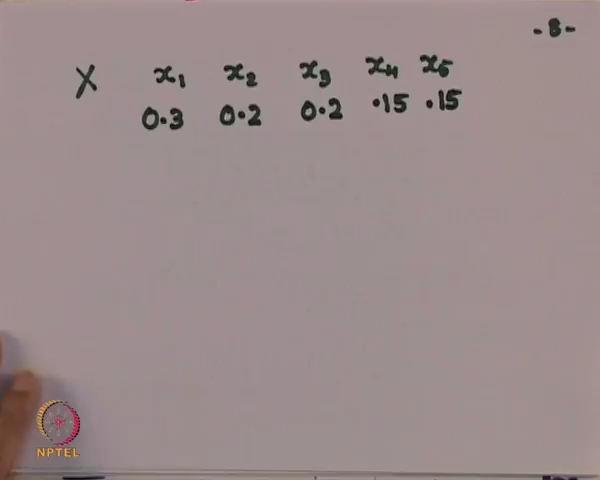 - 8 -
X x₁ x₂ x₃ x₄ x₅
0.3 0.2 0.2 .15 .15
NPTEL